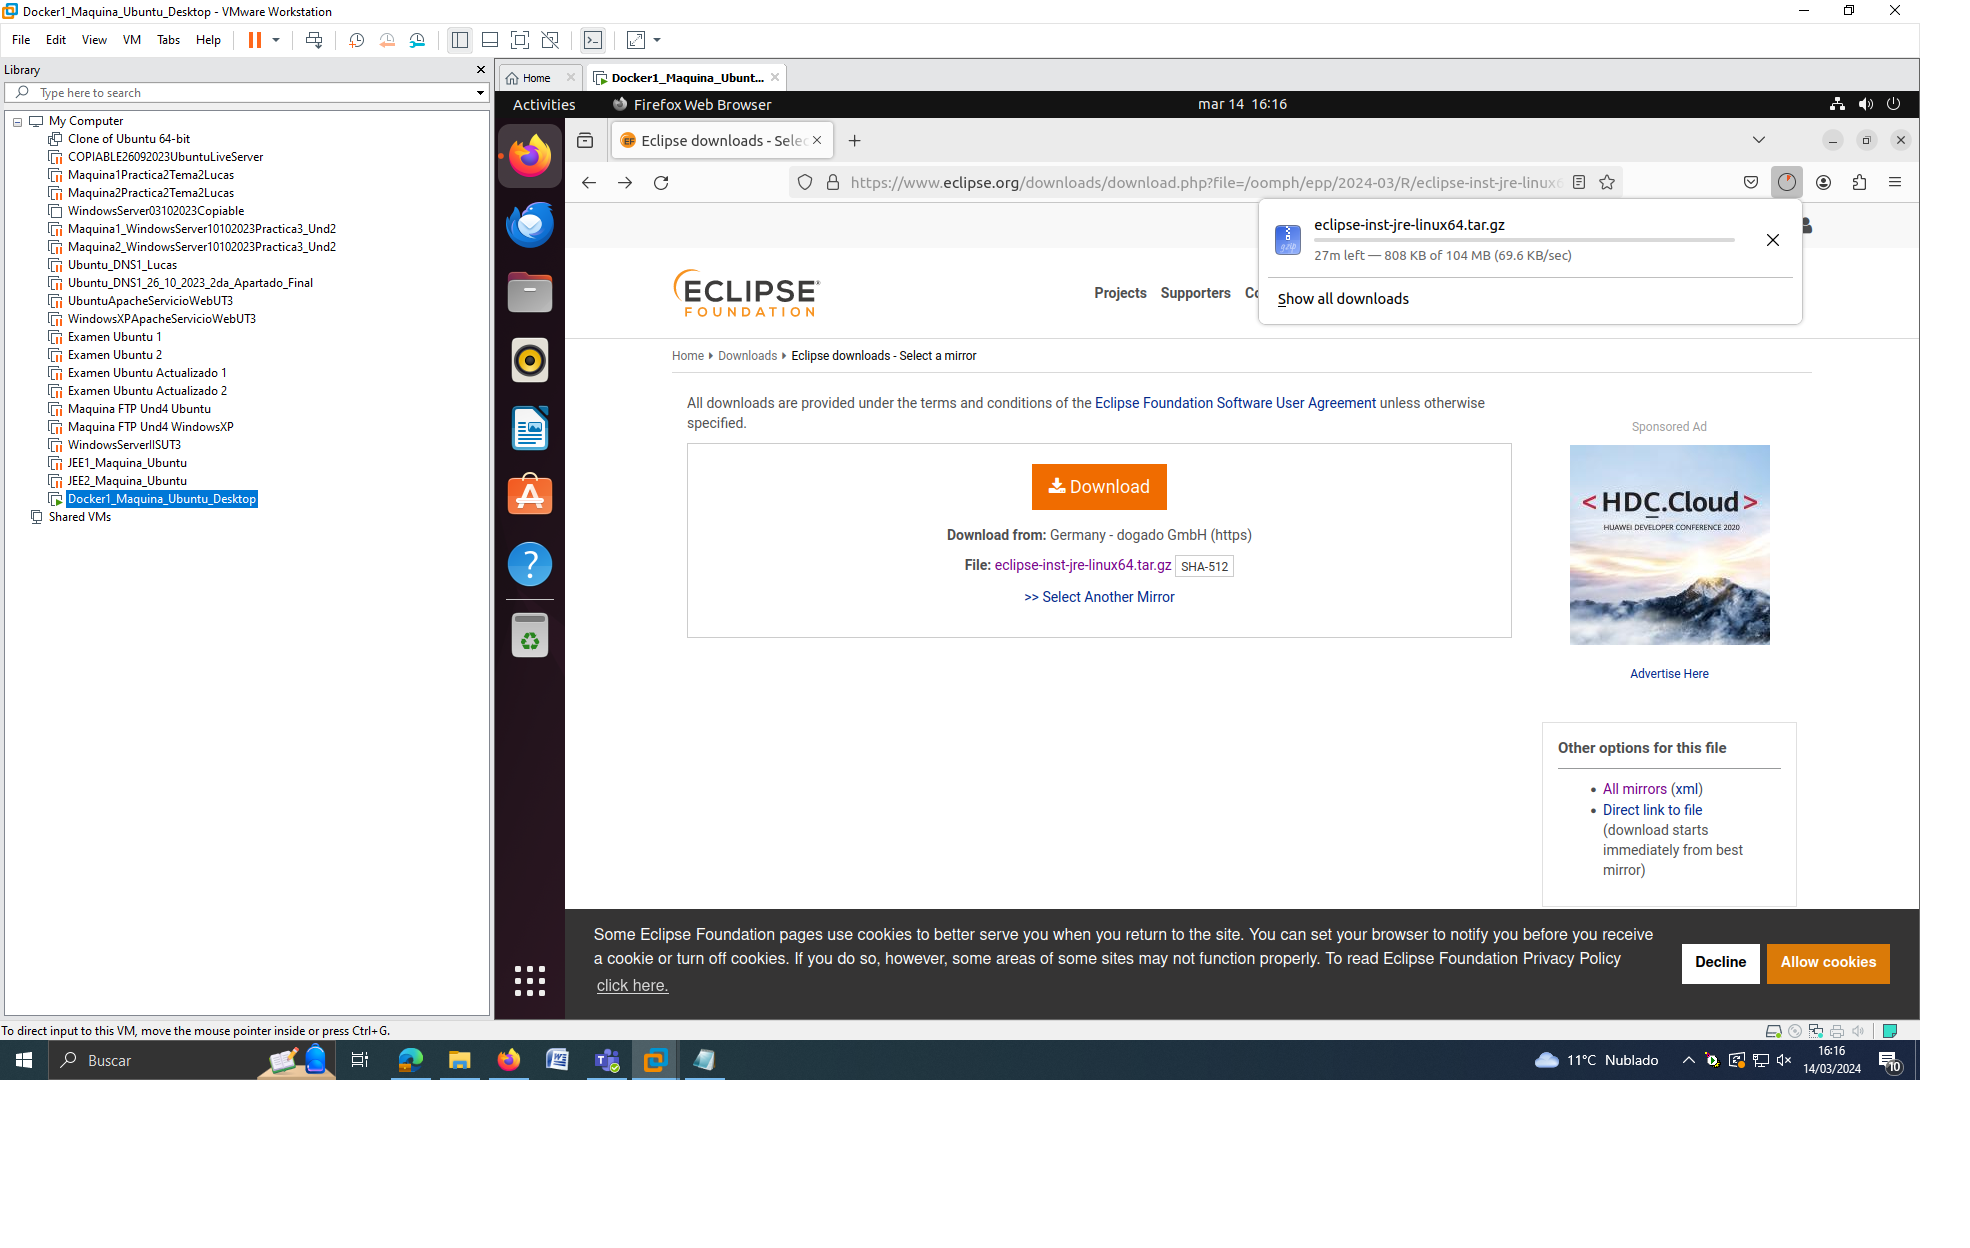 Docker1_Maquina_Ubuntu_Desktop - VMware Workstation
File Edit View VM Tabs Help
Library
Type here to search
My Computer
Clone of Ubuntu 64-bit
COPIABLE26092023UbuntuLiveServer
Maquina1Practica2Tema2Lucas
Maquina2Practica2Tema2Lucas
WindowsServer03102023Copiable
Maquina1_WindowsServer10102023Practica3_Und2
Maquina2_WindowsServer10102023Practica3_Und2
Ubuntu_DNS1_Lucas
Ubuntu_DNS1_26_10_2023_2da_Apartado_Final
UbuntuApacheServicioWebUT3
WindowsXPApacheServicioWebUT3
Examen Ubuntu 1
Examen Ubuntu 2
Examen Ubuntu Actualizado 1
Examen Ubuntu Actualizado 2
Maquina FTP Und4 Ubuntu
Maquina FTP Und4 WindowsXP
WindowsServerIISUT3
JEE1_Maquina_Ubuntu
JEE2_Maquina_Ubuntu
Docker1_Maquina_Ubuntu_Desktop
Shared VMs
Home
Docker1_Maquina_Ubunt...
Activities
Firefox Web Browser
mar 14 16:16
Eclipse downloads - Selec
https://www.eclipse.org/downloads/download.php?file=/oomph/epp/2024-03/R/eclipse-inst-jre-linux6
eclipse-inst-jre-linux64.tar.gz
27m left — 808 KB of 104 MB (69.6 KB/sec)
Show all downloads
gzip
ECLIPSE
FOUNDATION
Projects Supporters Co
Home Downloads Eclipse downloads - Select a mirror
All downloads are provided under the terms and conditions of the Eclipse Foundation Software User Agreement unless otherwise
specified.
Download
Download from: Germany - dogado GmbH (https)
File: eclipse-inst-jre-linux64.tar.gz SHA-512
>> Select Another Mirror
Sponsored Ad
<HDC.Cloud>
HUAWEI DEVELOPER CONFERENCE 2020
Advertise Here
Other options for this file
All mirrors (xml)
Direct link to file
(download starts
immediately from best
mirror)
Some Eclipse Foundation pages use cookies to better serve you when you return to the site. You can set your browser to notify you before you receive
a cookie or turn off cookies. If you do so, however, some areas of some sites may not function properly. To read Eclipse Foundation Privacy Policy
click here.
Decline
Allow cookies
To direct input to this VM, move the mouse pointer inside or press Ctrl+G.
Buscar
11°C Nublado
16:16
14/03/2024
10